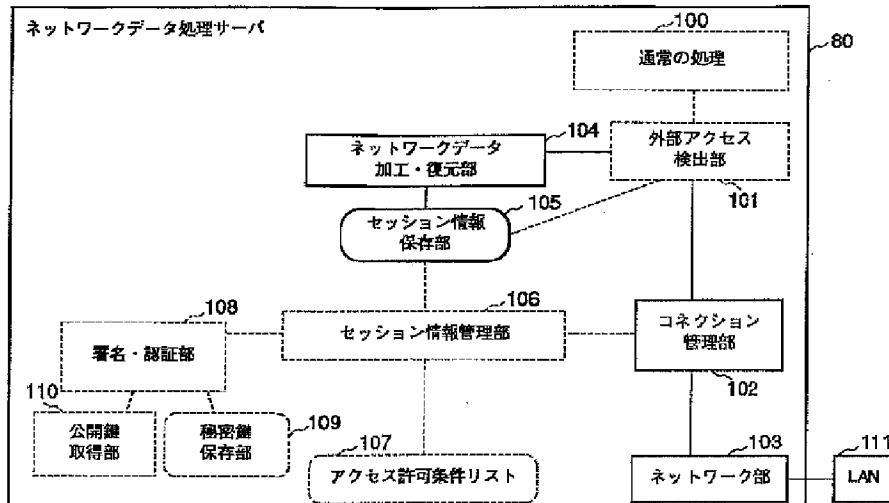 ネットワークデータ処理サーバ
100
80
通常の処理
104
ネットワークデータ
加工・復元部
外部アクセス
検出部
101
105
セッション情報
保存部
106
108
セッション情報管理部
コネクション
管理部
102
署名・認証部
110
公開鍵
取得部
秘密鍵
保存部
109
107
アクセス許可条件リスト
103
ネットワーク部
111
LAN